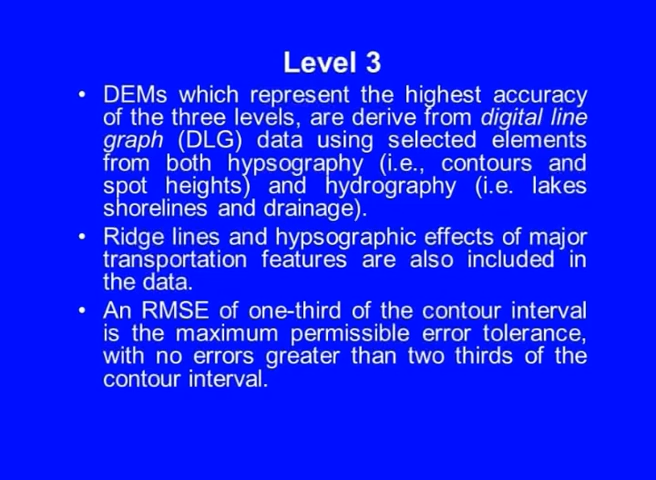 Level 3
• DEMs which represent the highest accuracy
of the three levels, are derive from digital line
graph (DLG) data using selected elements
from both hypsography (i.e., contours and
spot heights) and hydrography (i.e. lakes
shorelines and drainage).
• Ridge lines and hypsographic effects of major
transportation features are also included in
the data.
• An RMSE of one-third of the contour interval
is the maximum permissible error tolerance,
with no errors greater than two thirds of the
contour interval.